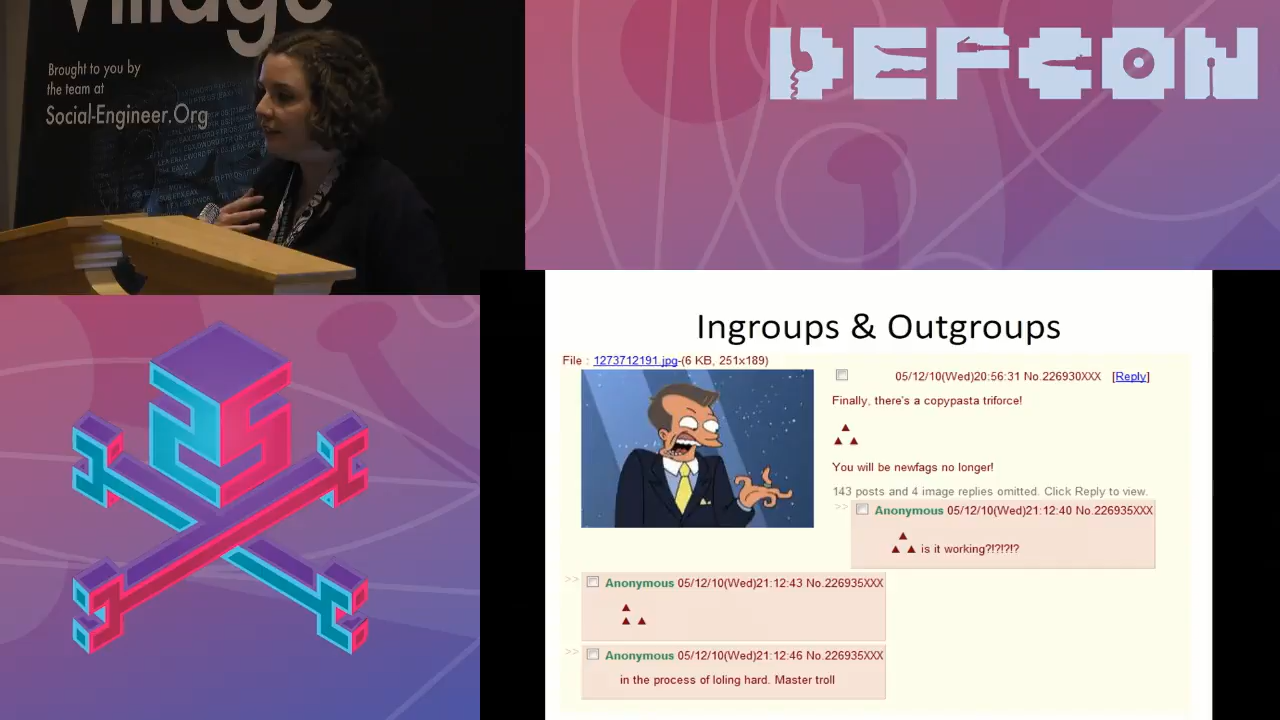 Village
Brought to you by
the team at
Social-Engineer.Org
DEFCON
Ingroups & Outgroups
File : 1273712191.jpg-(6 KB, 251x189)
05/12/10(Wed)20:56:31 No.226930XXX [Reply]
Finally, there's a copypasta triforce!
▲
▲ ▲
You will be newfags no longer!
143 posts and 4 image replies omitted. Click Reply to view.
>> Anonymous 05/12/10(Wed)21:12:40 No.226935XXX
▲
▲ ▲ is it working?!?!?!?
>> Anonymous 05/12/10(Wed)21:12:43 No.226935XXX
▲
▲ ▲
>> Anonymous 05/12/10(Wed)21:12:46 No.226935XXX
in the process of loling hard. Master troll